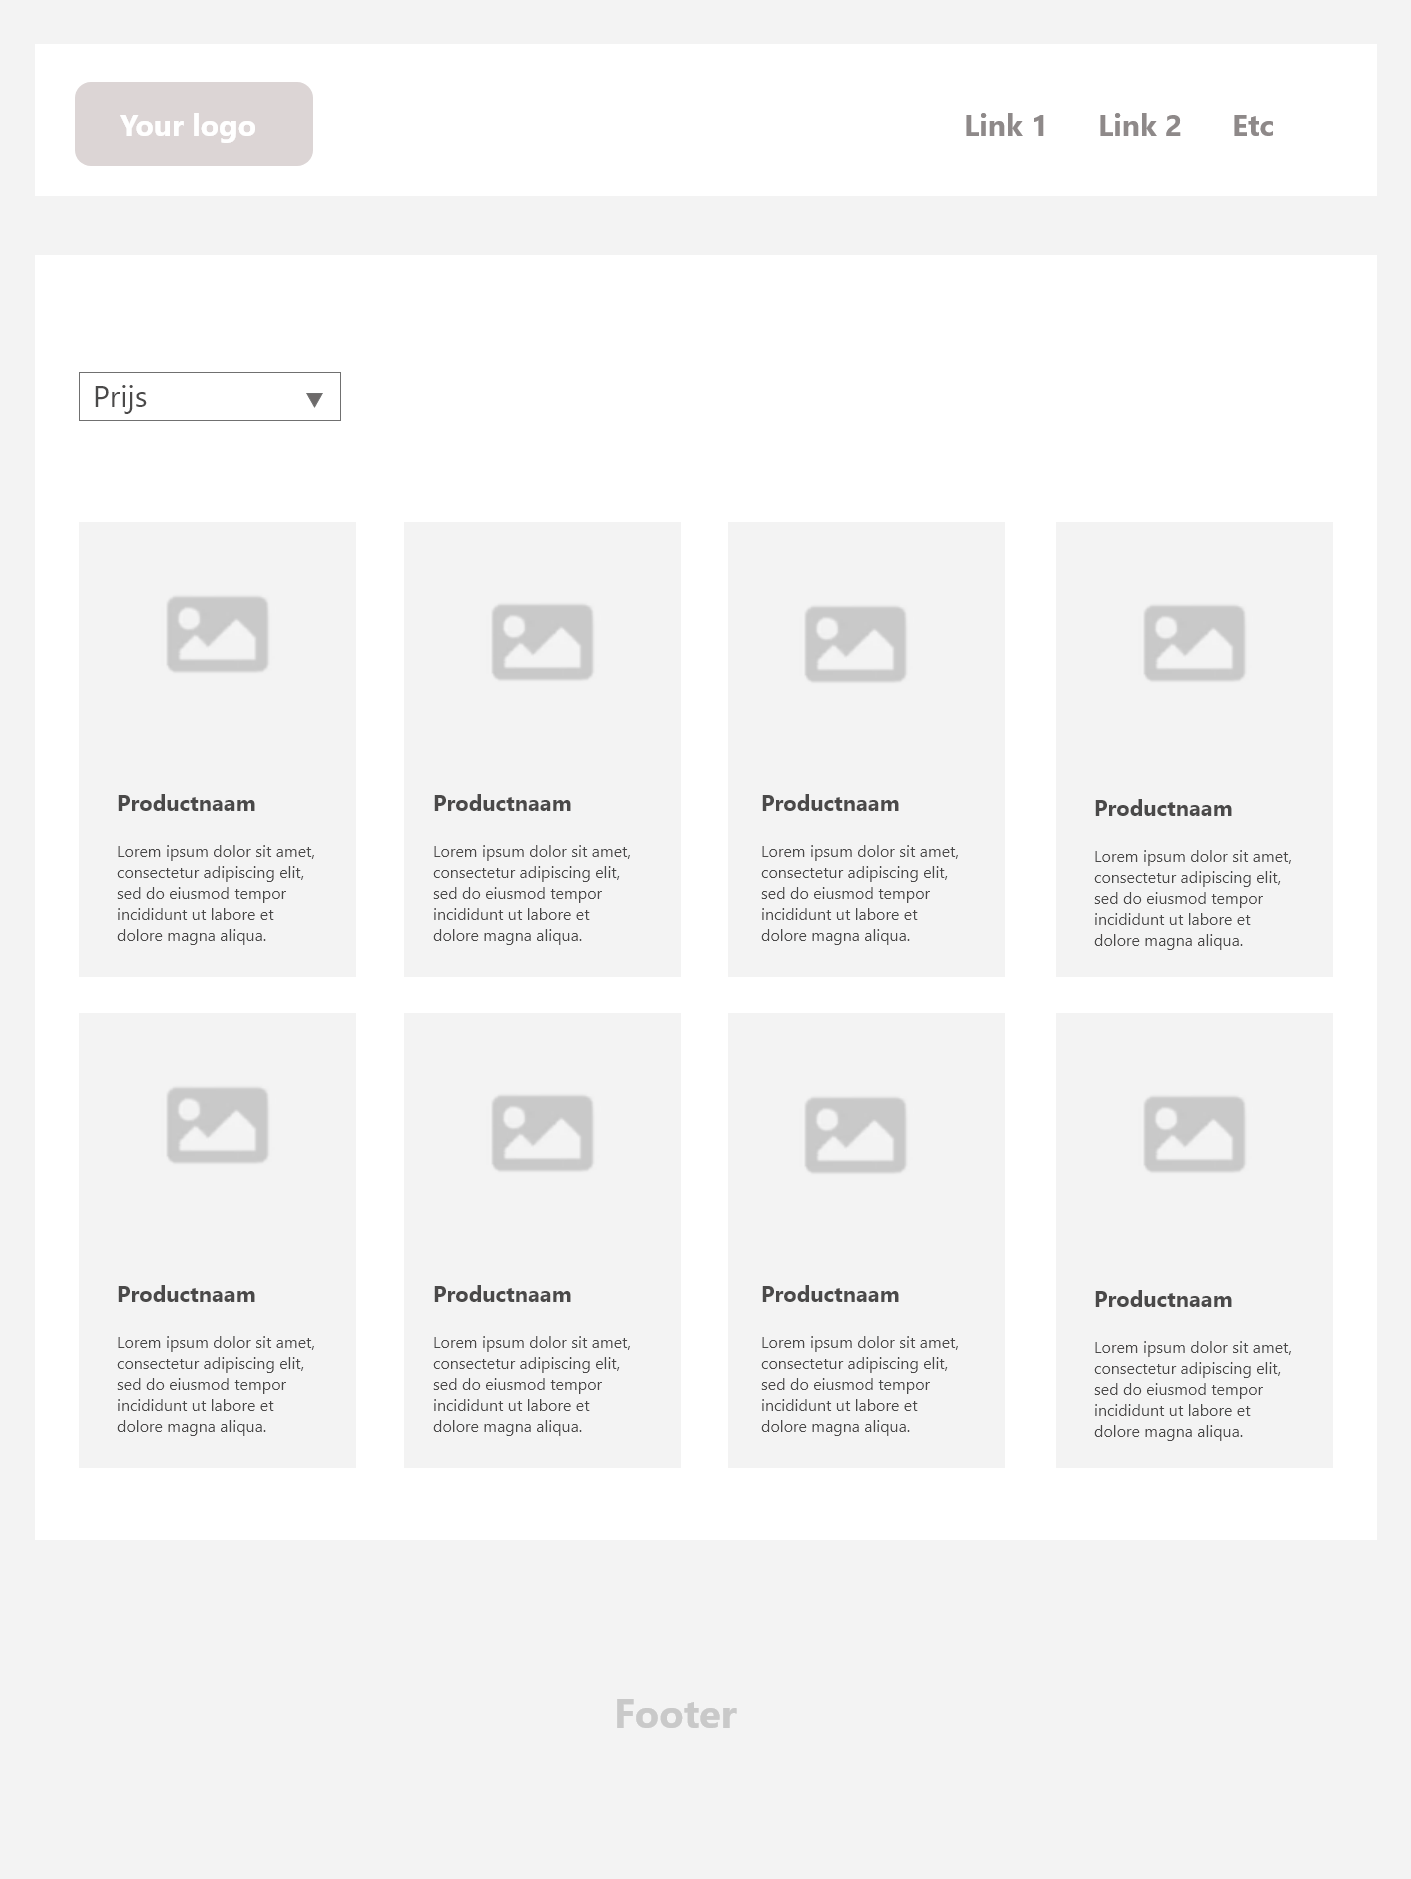 Your logo
Link 1
Link 2
Etc
Prijs
Productnaam
Lorem ipsum dolor sit amet,
consectetur adipiscing elit,
sed do eiusmod tempor
incididunt ut labore et
dolore magna aliqua.
Productnaam
Lorem ipsum dolor sit amet,
consectetur adipiscing elit,
sed do eiusmod tempor
incididunt ut labore et
dolore magna aliqua.
Productnaam
Lorem ipsum dolor sit amet,
consectetur adipiscing elit,
sed do eiusmod tempor
incididunt ut labore et
dolore magna aliqua.
Productnaam
Lorem ipsum dolor sit amet,
consectetur adipiscing elit,
sed do eiusmod tempor
incididunt ut labore et
dolore magna aliqua.
Productnaam
Lorem ipsum dolor sit amet,
consectetur adipiscing elit,
sed do eiusmod tempor
incididunt ut labore et
dolore magna aliqua.
Productnaam
Lorem ipsum dolor sit amet,
consectetur adipiscing elit,
sed do eiusmod tempor
incididunt ut labore et
dolore magna aliqua.
Productnaam
Lorem ipsum dolor sit amet,
consectetur adipiscing elit,
sed do eiusmod tempor
incididunt ut labore et
dolore magna aliqua.
Productnaam
Lorem ipsum dolor sit amet,
consectetur adipiscing elit,
sed do eiusmod tempor
incididunt ut labore et
dolore magna aliqua.
Footer